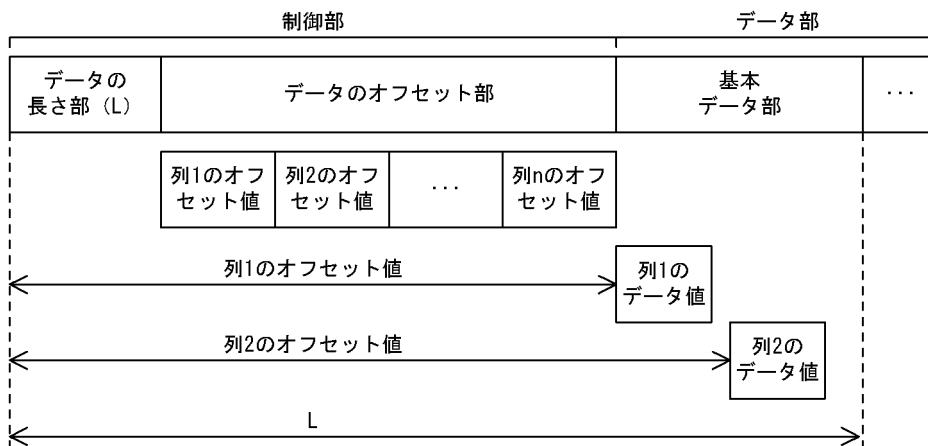 制御部
データ部
データの
長さ部（L）
データのオフセット部
基本
データ部
...
列1のオフ
セット値
列2のオフ
セット値
...
列nのオフ
セット値
列1のオフセット値
列1の
データ値
列2のオフセット値
列2の
データ値
L